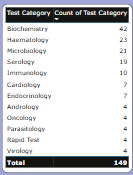 Test Category Count of Test Category
Biochemistry 42
Haematology 23
Microbiology 21
Serology 19
Immunology 10
Cardiology 7
Endocrinology 7
Andrology 4
Oncology 4
Parasitology 4
Rapid Test 4
Virology 4
Total 149